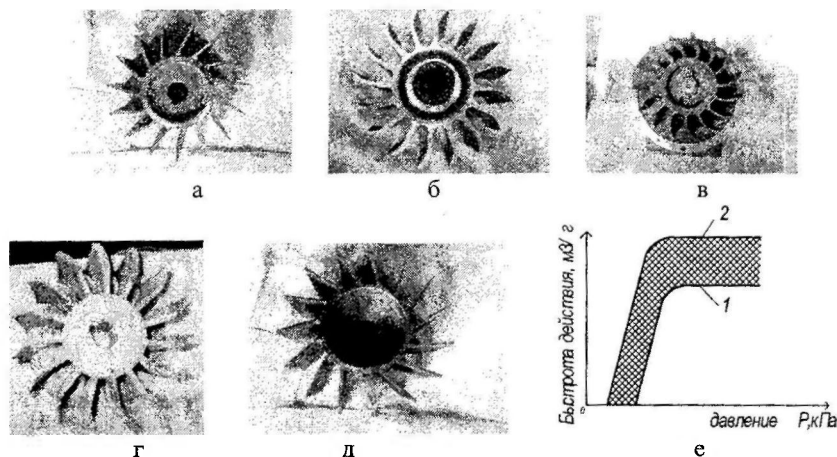 а
б
в
Быстрота действия, м3/ г
2
1
0
давление Р,кПа
г
д
е